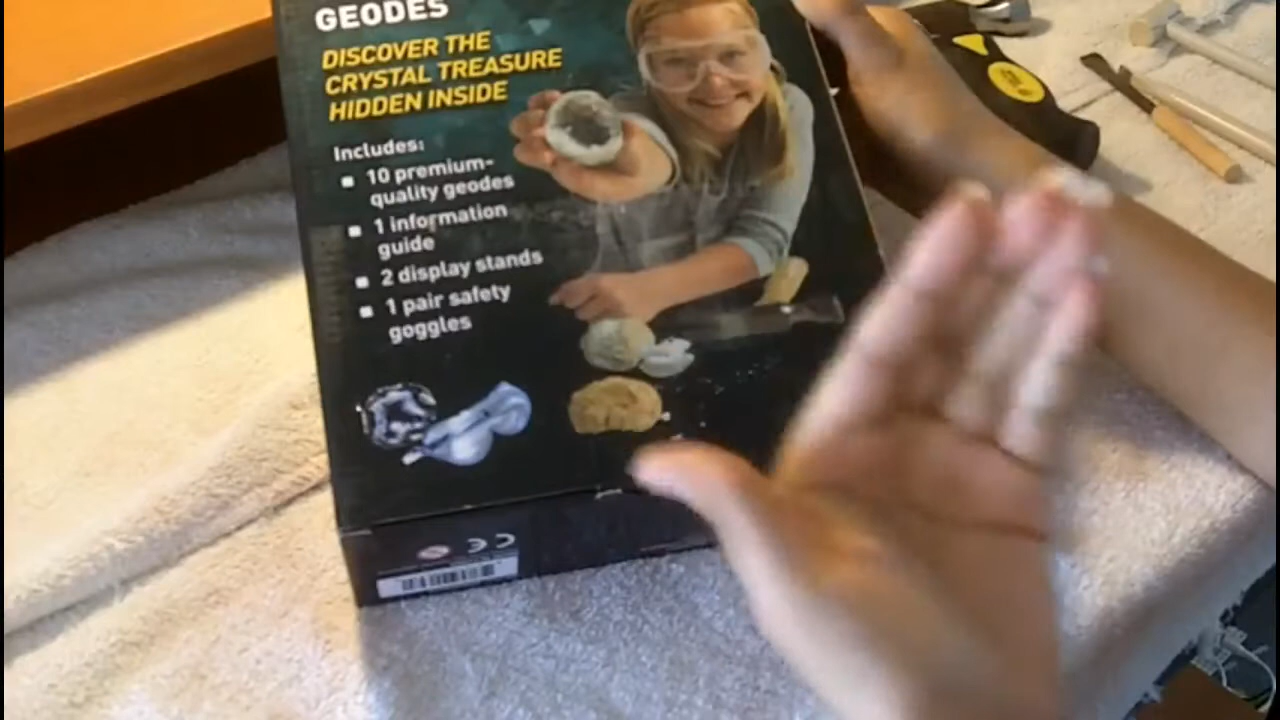 GEODES
DISCOVER THE
CRYSTAL TREASURE
HIDDEN INSIDE
Includes:
▪ 10 premium-
quality geodes
▪ 1 information
guide
▪ 2 display stands
▪ 1 pair safety
goggles
CE